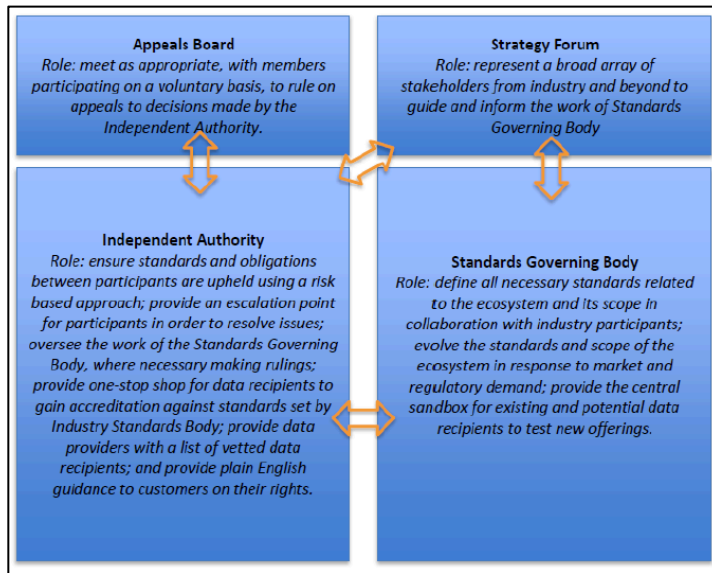 Appeals Board
Role: meet as appropriate, with members
participating on a voluntary basis, to rule on
appeals to decisions made by the
Independent Authority.
Strategy Forum
Role: represent a broad array of
stakeholders from industry and beyond to
guide and inform the work of Standards
Governing Body
Independent Authority
Role: ensure standards and obligations
between participants are upheld using a risk
based approach; provide an escalation point
for participants in order to resolve issues;
oversee the work of the Standards Governing
Body, where necessary making rulings;
provide one-stop shop for data recipients to
gain accreditation against standards set by
Industry Standards Body; provide data
providers with a list of vetted data
recipients; and provide plain English
guidance to customers on their rights.
Standards Governing Body
Role: define all necessary standards related
to the ecosystem and its scope in
collaboration with industry participants;
evolve the standards and scope of the
ecosystem in response to market and
regulatory demand; provide the central
sandbox for existing and potential data
recipients to test new offerings.